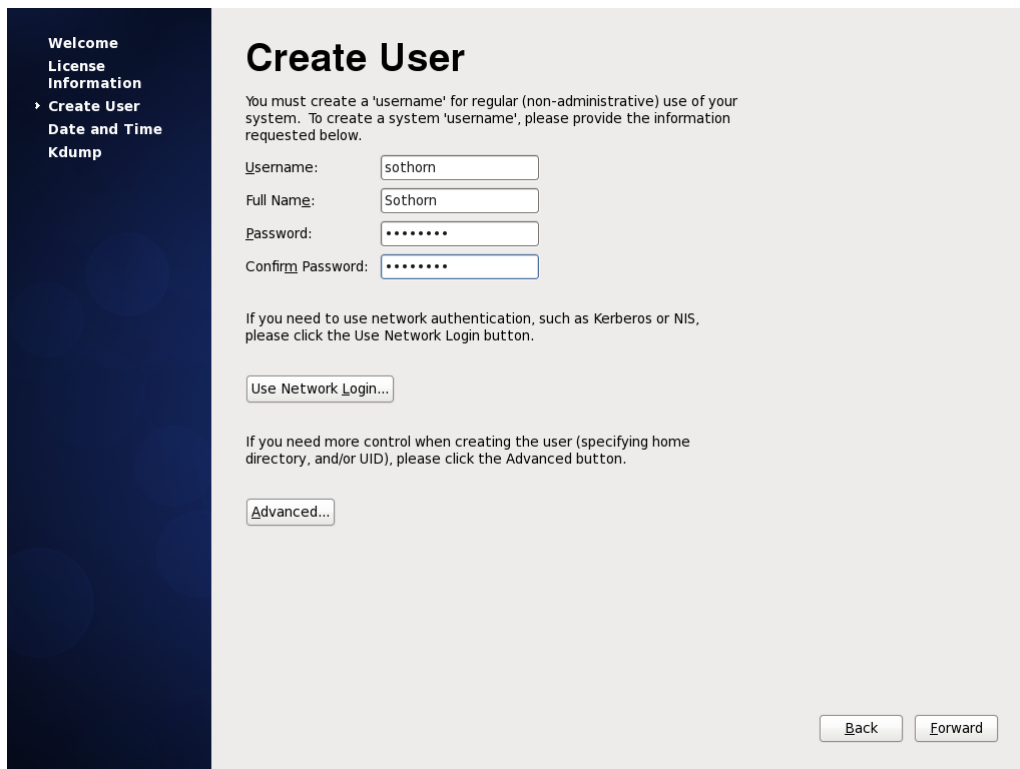 Welcome
License
Information
Create User
Date and Time
Kdump
Create User
You must create a 'username' for regular (non-administrative) use of your
system.  To create a system 'username', please provide the information
requested below.
Username: sothorn
Full Name: Sothorn
Password: ••••••••
Confirm Password: ••••••••
If you need to use network authentication, such as Kerberos or NIS,
please click the Use Network Login button.
Use Network Login...
If you need more control when creating the user (specifying home
directory, and/or UID), please click the Advanced button.
Advanced...
Back Forward